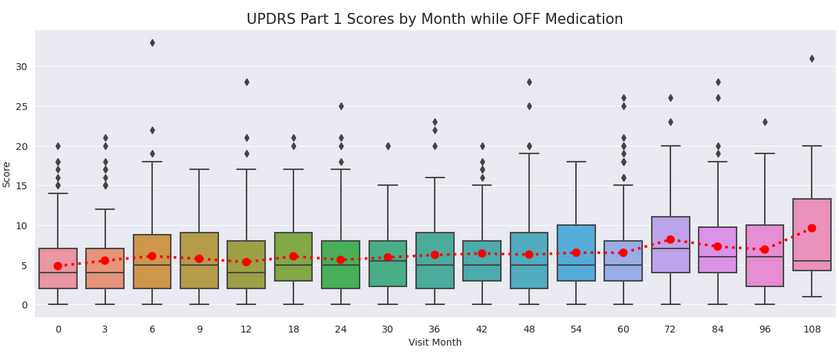 UPDRS Part 1 Scores by Month while OFF Medication
30
25
20
15
10
5
0
Score
0 3 6 9 12 18 24 30 36 42 48 54 60 72 84 96 108
Visit Month